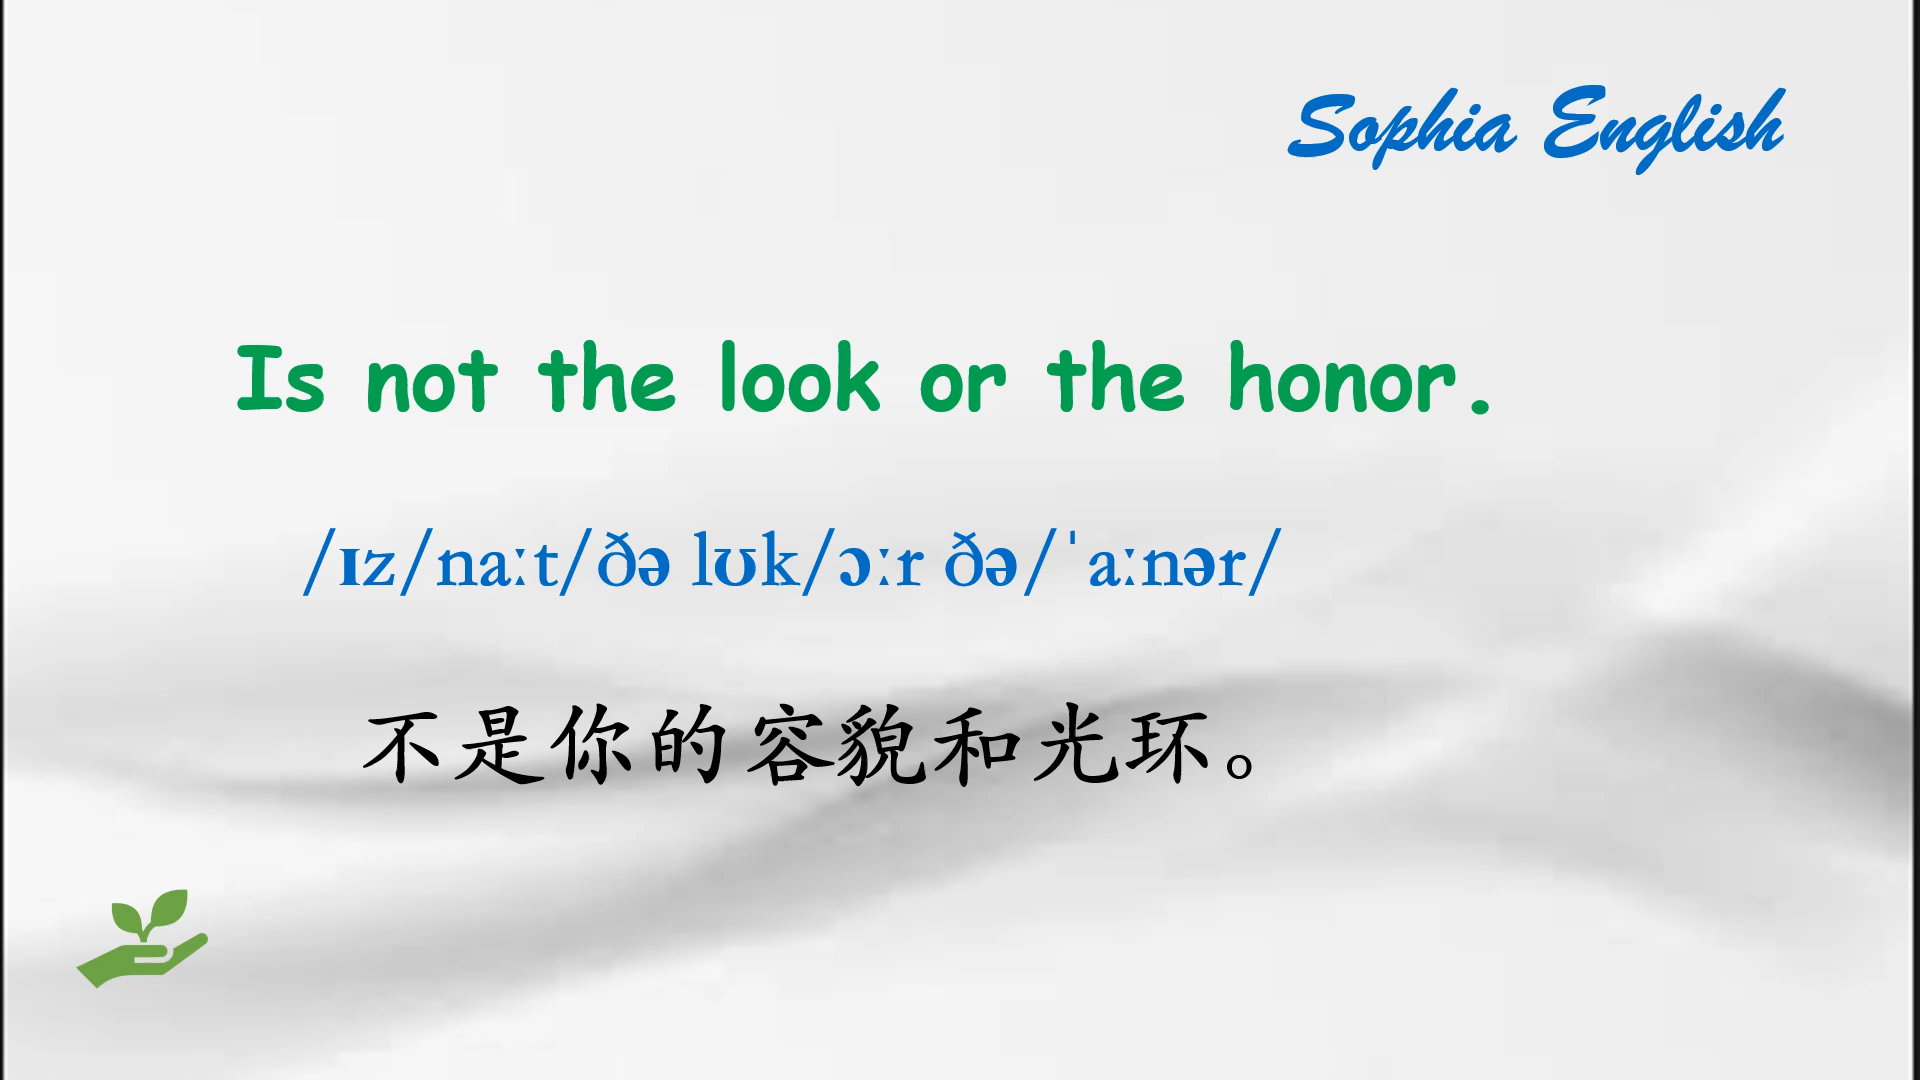 Sophia English
Is not the look or the honor.
/ɪz/naːt/ðə lʊk/ɔːr ðə/ˈaːnər/
不是你的容貌和光环。